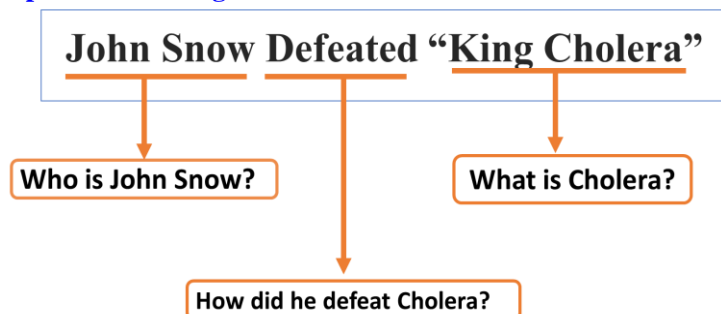 John Snow Defeated “King Cholera”
Who is John Snow?
What is Cholera?
How did he defeat Cholera?